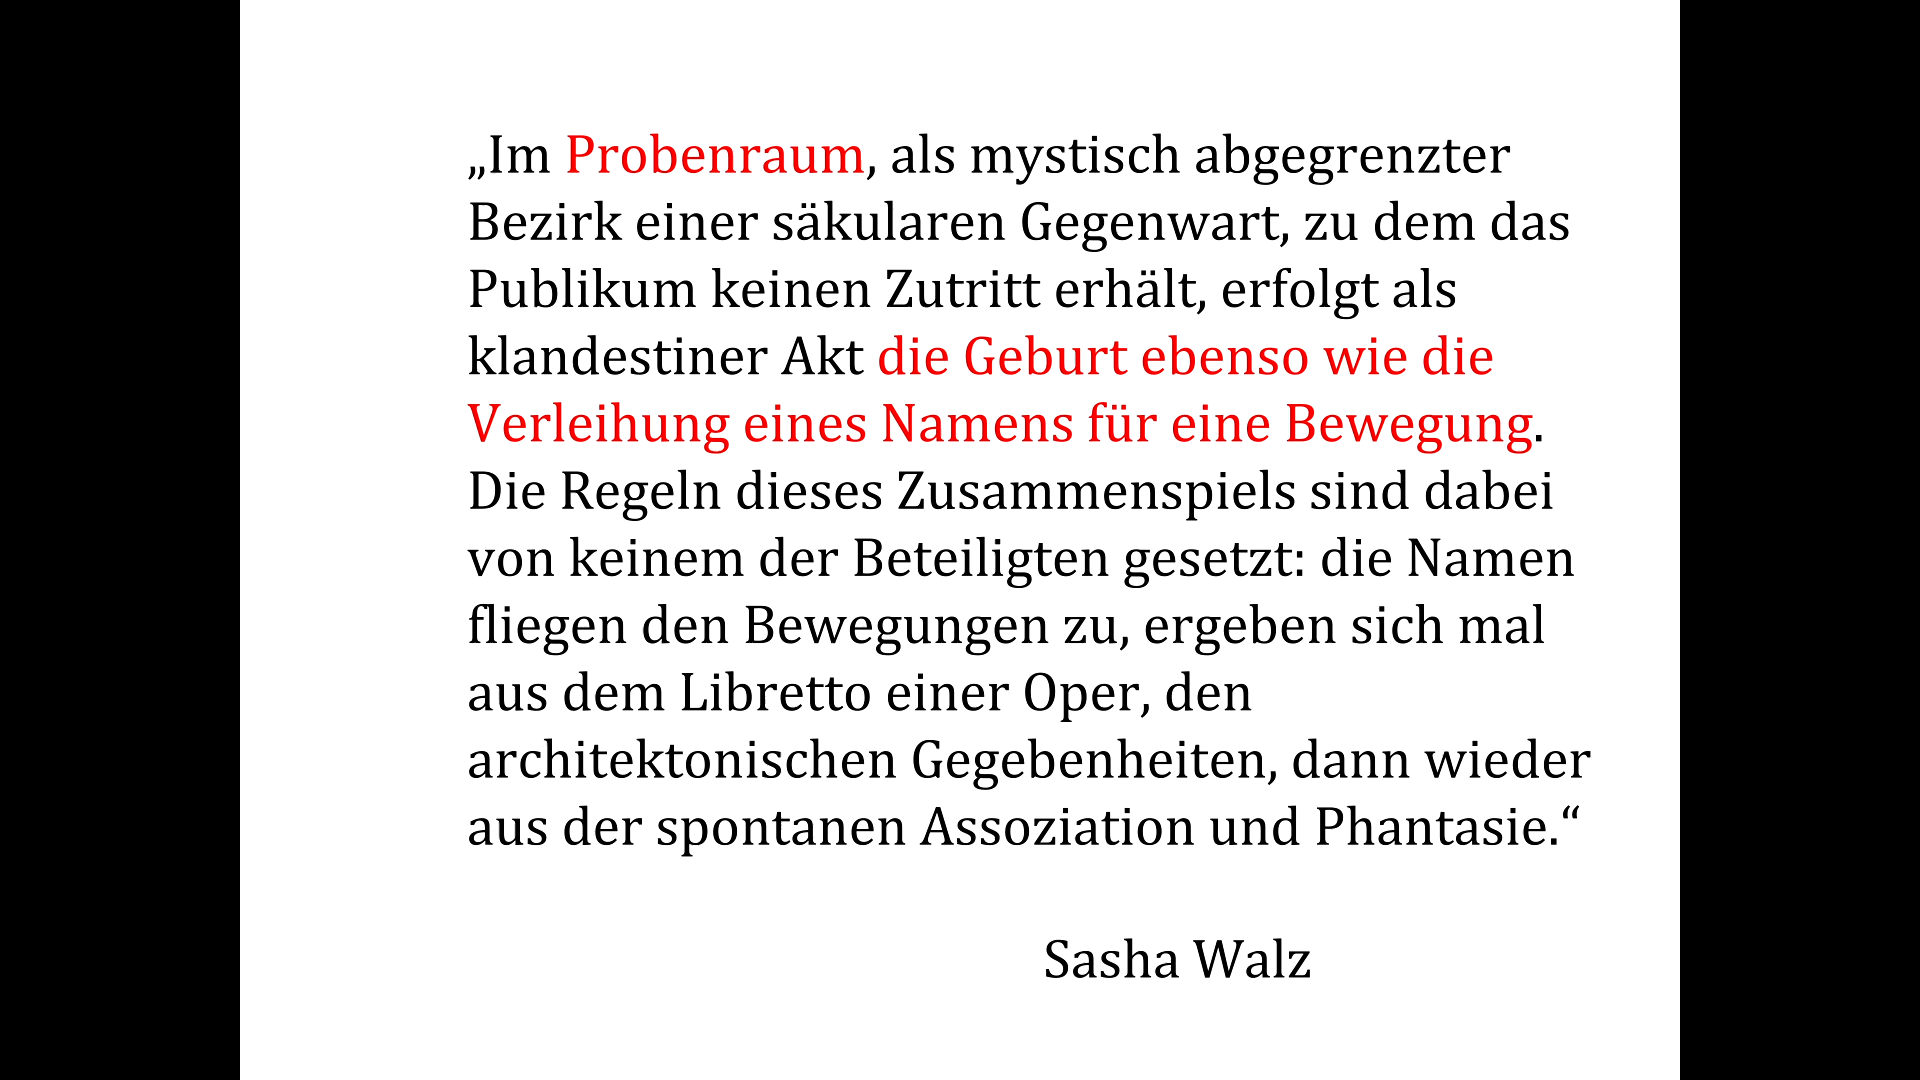 „Im Probenraum, als mystisch abgegrenzter
Bezirk einer säkularen Gegenwart, zu dem das
Publikum keinen Zutritt erhält, erfolgt als
klandestiner Akt die Geburt ebenso wie die
Verleihung eines Namens für eine Bewegung.
Die Regeln dieses Zusammenspiels sind dabei
von keinem der Beteiligten gesetzt: die Namen
fliegen den Bewegungen zu, ergeben sich mal
aus dem Libretto einer Oper, den
architektonischen Gegebenheiten, dann wieder
aus der spontanen Assoziation und Phantasie.“
Sasha Walz